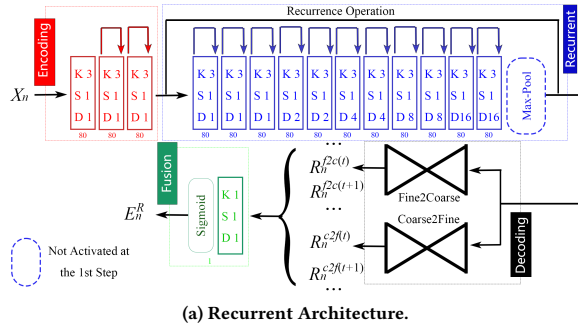 Encoding
Recurrence Operation
Recurrent
X_n
K 3 K 3 K 3 K 3 K 3 K 3 K 3 K 3 K 3 K 3 K 3 K 3 K 3
S 1 S 1 S 1 S 1 S 1 S 1 S 1 S 1 S 1 S 1 S 1 S 1 S 1
D 1 D 1 D 1 D 1 D 1 D 1 D 2 D 2 D 4 D 4 D 8 D 8 D16 D16
Max-Pool
80 80 80 80 80 80 80 80 80 80 80 80 80 80
Fusion
...
R_n^{f2c(t)}
R_n^{f2c(t+1)}
...
Fine2Coarse
Coarse2Fine
R_n^{c2f(t)}
R_n^{c2f(t+1)}
...
Decoding
E_n^R
Sigmoid
K 1
S 1
D 1
1
Not Activated at
the 1st Step
(a) Recurrent Architecture.